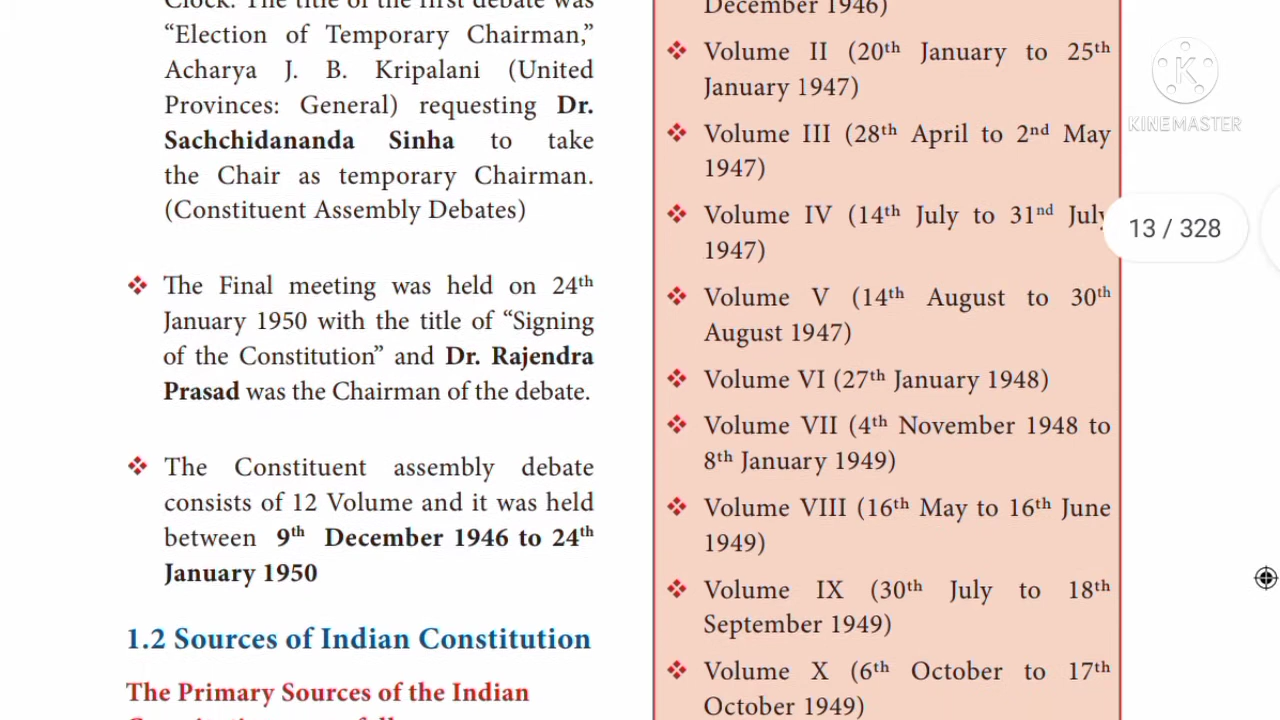 Clock. The title of the first debate was
“Election of Temporary Chairman,”
Acharya J. B. Kripalani (United
Provinces: General) requesting Dr.
Sachchidananda Sinha to take
the Chair as temporary Chairman.
(Constituent Assembly Debates)
❖ The Final meeting was held on 24th
January 1950 with the title of “Signing
of the Constitution” and Dr. Rajendra
Prasad was the Chairman of the debate.
❖ The Constituent assembly debate
consists of 12 Volume and it was held
between 9th December 1946 to 24th
January 1950
1.2 Sources of Indian Constitution
The Primary Sources of the Indian
December 1946)
❖ Volume II (20th January to 25th
January 1947)
❖ Volume III (28th April to 2nd May
1947)
❖ Volume IV (14th July to 31nd July
1947)
❖ Volume V (14th August to 30th
August 1947)
❖ Volume VI (27th January 1948)
❖ Volume VII (4th November 1948 to
8th January 1949)
❖ Volume VIII (16th May to 16th June
1949)
❖ Volume IX (30th July to 18th
September 1949)
❖ Volume X (6th October to 17th
October 1949)
K
KINEMASTER
13 / 328